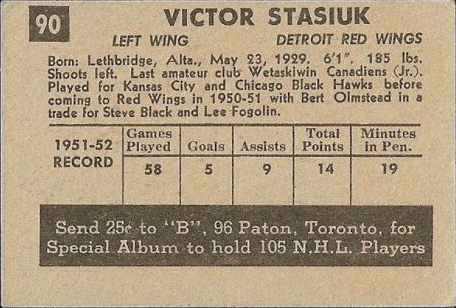 90
VICTOR STASIUK
LEFT WING DETROIT RED WINGS
Born: Lethbridge, Alta., May 23, 1929. 6'1". 185 lbs.
Shoots left. Last amateur club Wetaskiwin Canadiens (Jr.).
Played for Kansas City and Chicago Black Hawks before
coming to Red Wings in 1950-51 with Bert Olmstead in a
trade for Steve Black and Lee Fogolin.
1951-52 RECORD
Games Played Goals Assists Total Points Minutes in Pen.
58 5 9 14 19
Send 25¢ to "B", 96 Paton, Toronto, for
Special Album to hold 105 N.H.L. Players